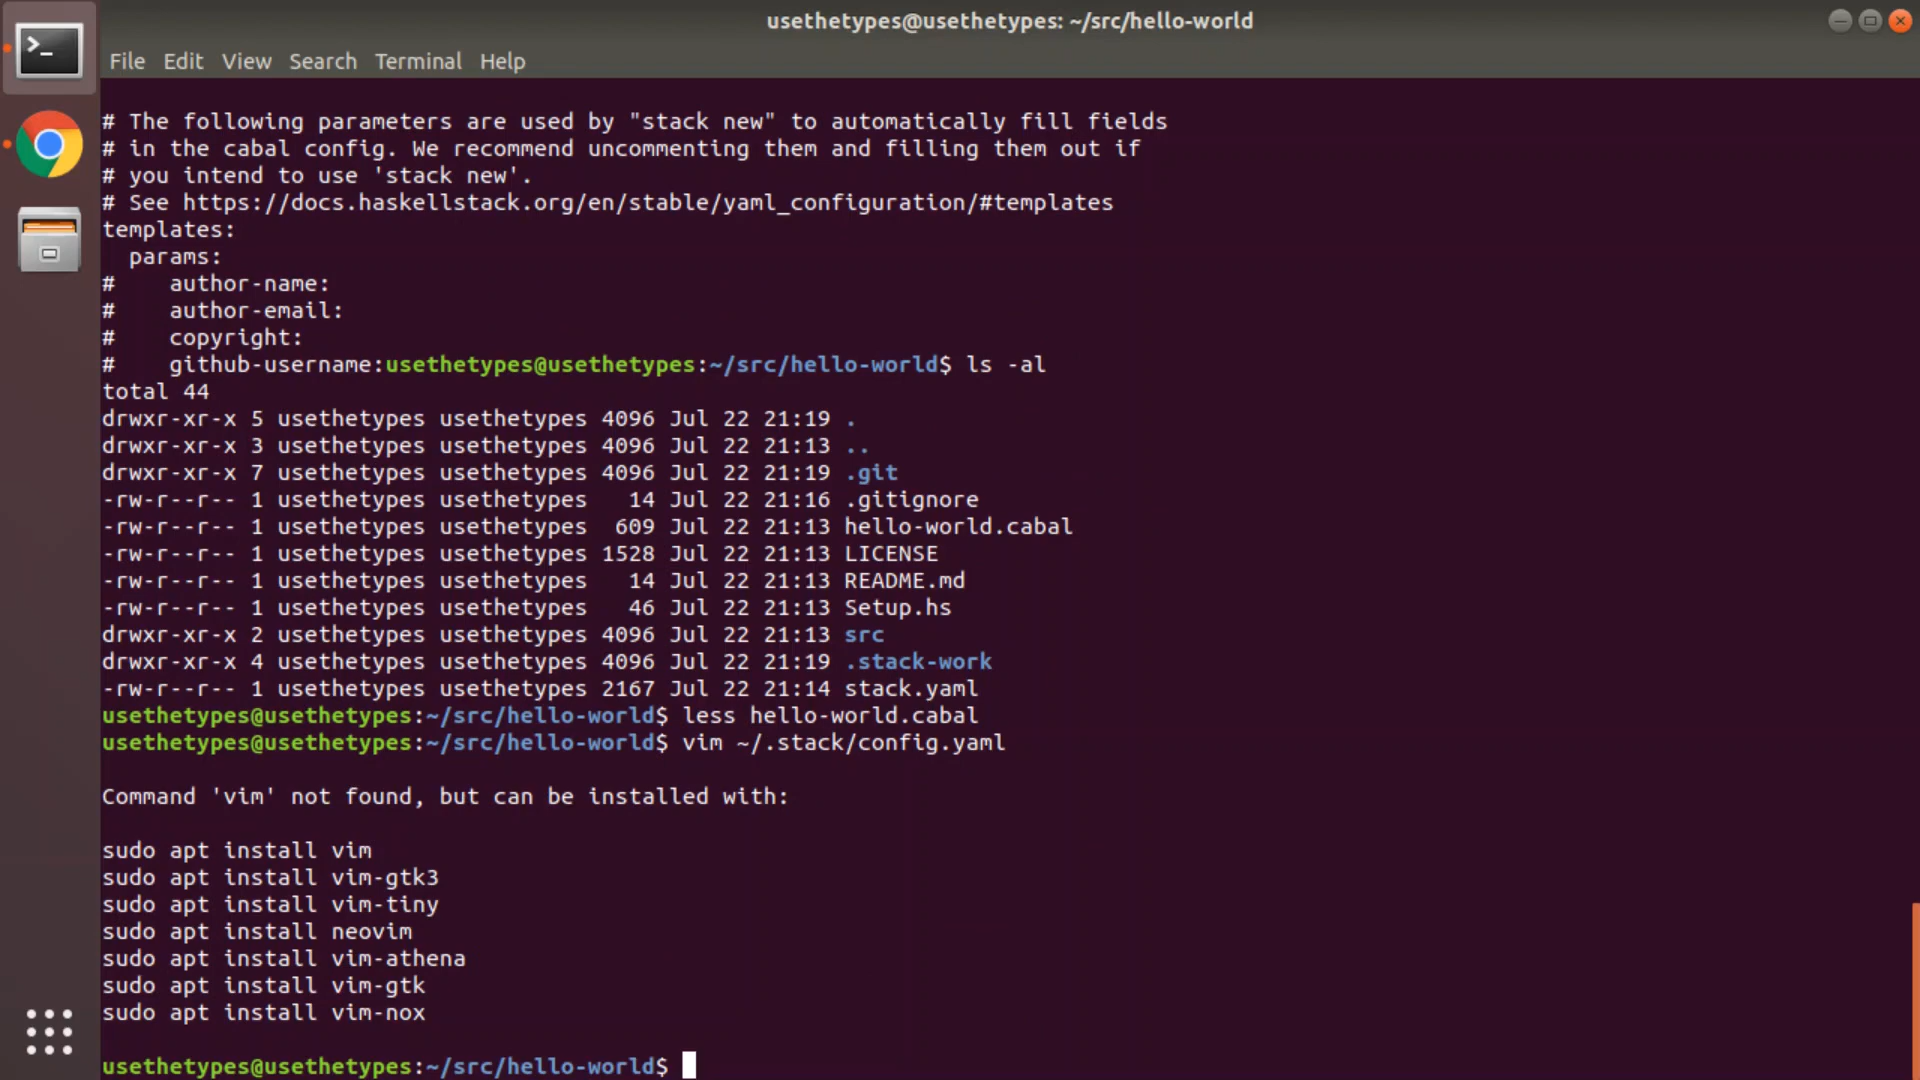 usethetypes@usethetypes: ~/src/hello-world
File Edit View Search Terminal Help
# The following parameters are used by "stack new" to automatically fill fields
# in the cabal config. We recommend uncommenting them and filling them out if
# you intend to use 'stack new'.
# See https://docs.haskellstack.org/en/stable/yaml_configuration/#templates
templates:
  params:
#    author-name:
#    author-email:
#    copyright:
#    github-username:usethetypes@usethetypes:~/src/hello-world$ ls -al
total 44
drwxr-xr-x 5 usethetypes usethetypes 4096 Jul 22 21:19 .
drwxr-xr-x 3 usethetypes usethetypes 4096 Jul 22 21:13 ..
drwxr-xr-x 7 usethetypes usethetypes 4096 Jul 22 21:19 .git
-rw-r--r-- 1 usethetypes usethetypes   14 Jul 22 21:16 .gitignore
-rw-r--r-- 1 usethetypes usethetypes  609 Jul 22 21:13 hello-world.cabal
-rw-r--r-- 1 usethetypes usethetypes 1528 Jul 22 21:13 LICENSE
-rw-r--r-- 1 usethetypes usethetypes   14 Jul 22 21:13 README.md
-rw-r--r-- 1 usethetypes usethetypes   46 Jul 22 21:13 Setup.hs
drwxr-xr-x 2 usethetypes usethetypes 4096 Jul 22 21:13 src
drwxr-xr-x 4 usethetypes usethetypes 4096 Jul 22 21:19 .stack-work
-rw-r--r-- 1 usethetypes usethetypes 2167 Jul 22 21:14 stack.yaml
usethetypes@usethetypes:~/src/hello-world$ less hello-world.cabal
usethetypes@usethetypes:~/src/hello-world$ vim ~/.stack/config.yaml
Command 'vim' not found, but can be installed with:
sudo apt install vim
sudo apt install vim-gtk3
sudo apt install vim-tiny
sudo apt install neovim
sudo apt install vim-athena
sudo apt install vim-gtk
sudo apt install vim-nox
usethetypes@usethetypes:~/src/hello-world$